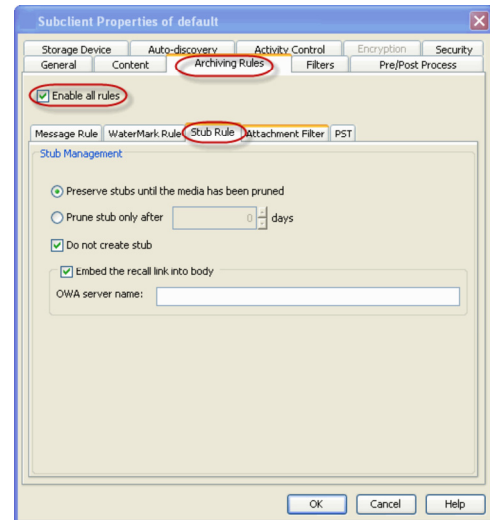 Subclient Properties of default
Storage Device Auto-discovery Activity Control Encryption Security
General Content Archiving Rules Filters Pre/Post Process
Enable all rules
Message Rule WaterMark Rule Stub Rule Attachment Filter PST
Stub Management
Preserve stubs until the media has been pruned
Prune stub only after 0 days
Do not create stub
Embed the recall link into body
OWA server name:
OK Cancel Help